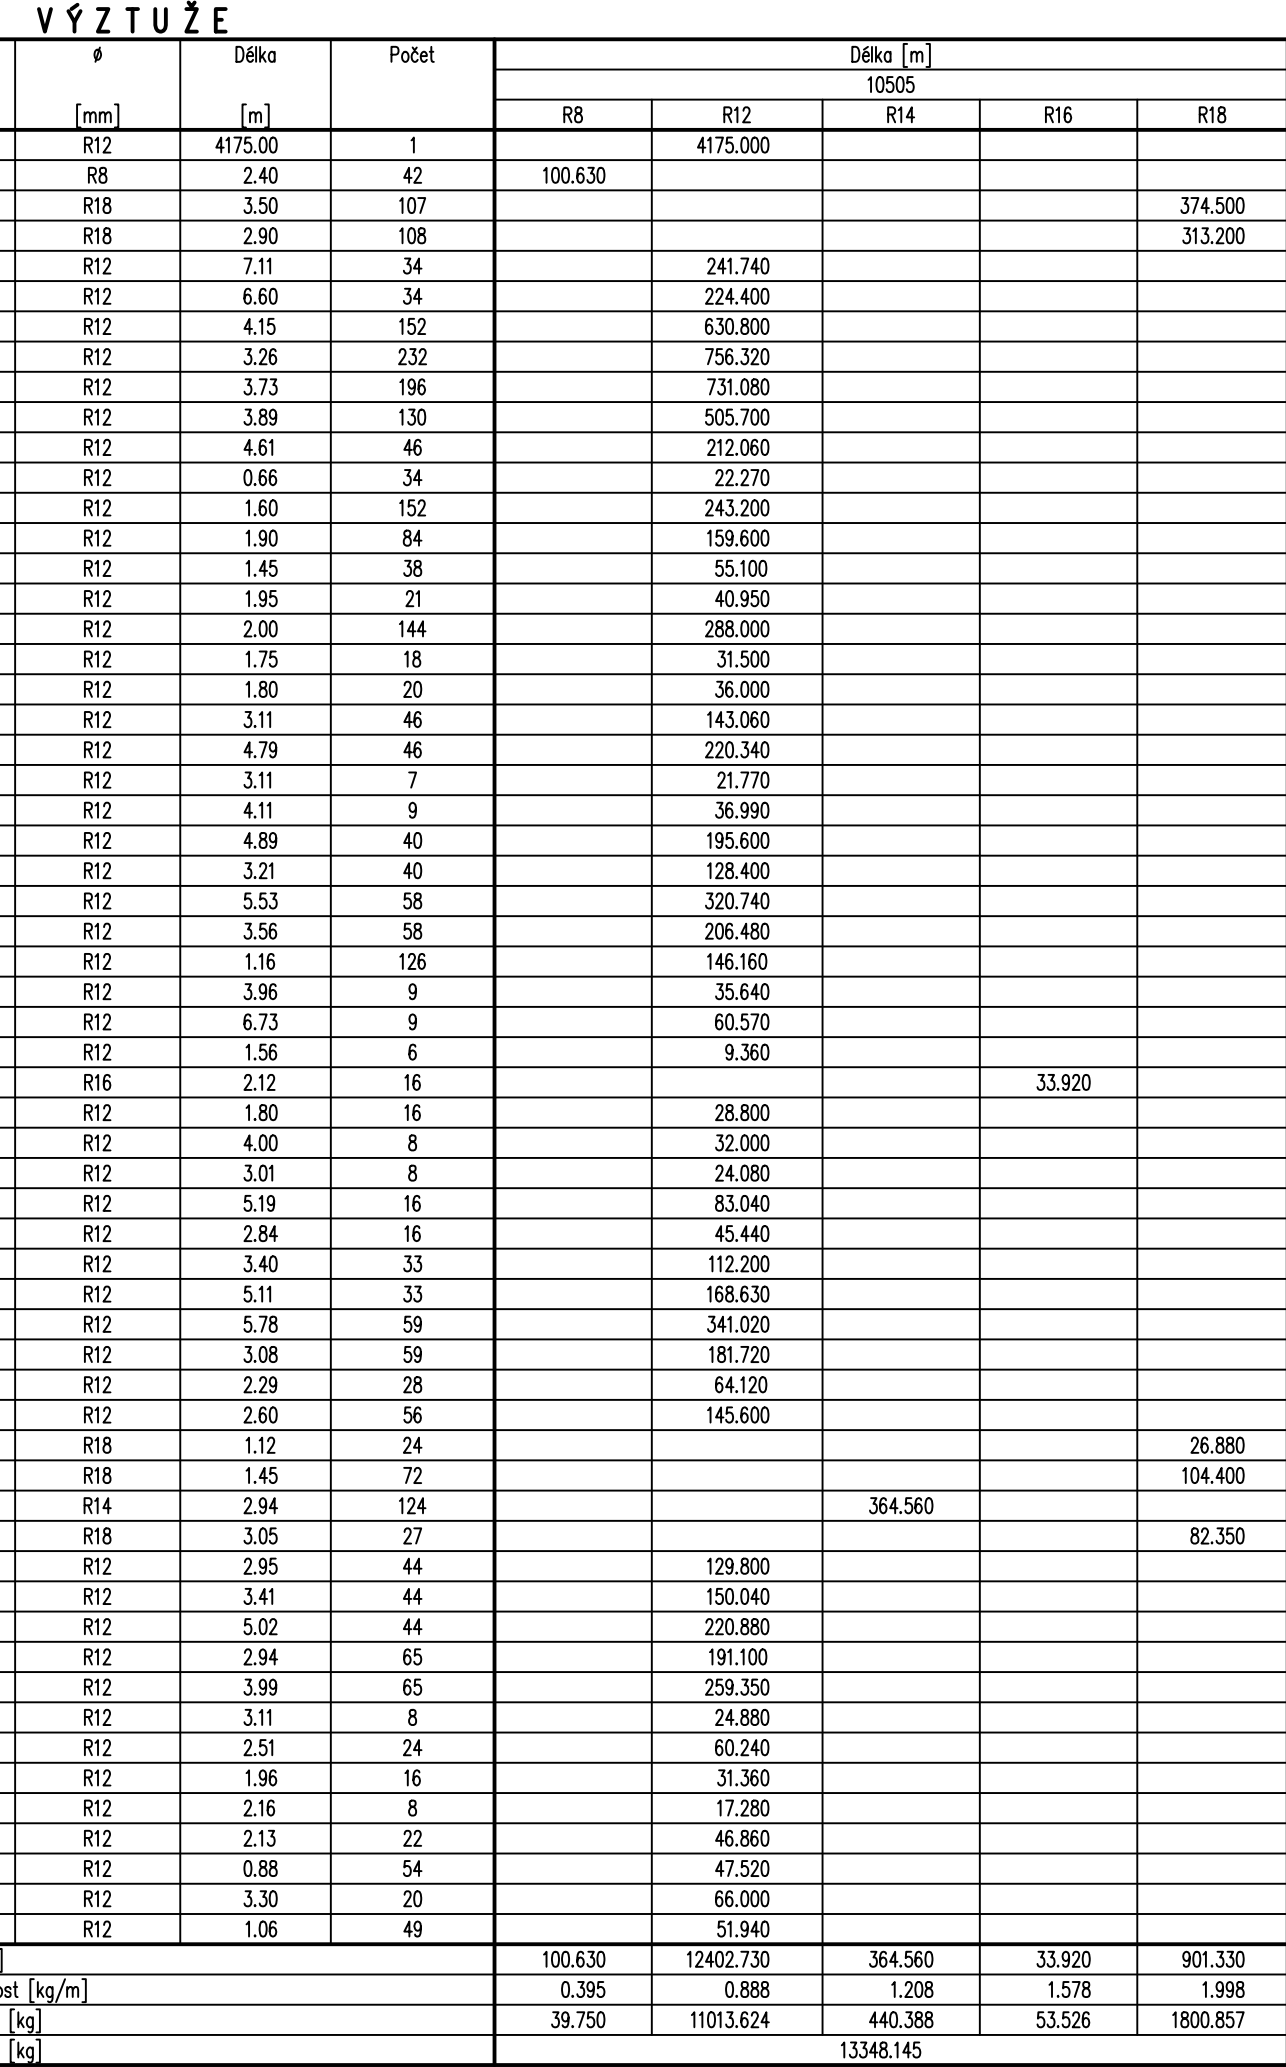 VÝZTUŽE
ø Délka Počet Délka [m]
10505
[mm] [m] R8 R12 R14 R16 R18
R12 4175.00 1 4175.000
R8 2.40 42 100.630
R18 3.50 107 374.500
R18 2.90 108 313.200
R12 7.11 34 241.740
R12 6.60 34 224.400
R12 4.15 152 630.800
R12 3.26 232 756.320
R12 3.73 196 731.080
R12 3.89 130 505.700
R12 4.61 46 212.060
R12 0.66 34 22.270
R12 1.60 152 243.200
R12 1.90 84 159.600
R12 1.45 38 55.100
R12 1.95 21 40.950
R12 2.00 144 288.000
R12 1.75 18 31.500
R12 1.80 20 36.000
R12 3.11 46 143.060
R12 4.79 46 220.340
R12 3.11 7 21.770
R12 4.11 9 36.990
R12 4.89 40 195.600
R12 3.21 40 128.400
R12 5.53 58 320.740
R12 3.56 58 206.480
R12 1.16 126 146.160
R12 3.96 9 35.640
R12 6.73 9 60.570
R12 1.56 6 9.360
R16 2.12 16 33.920
R12 1.80 16 28.800
R12 4.00 8 32.000
R12 3.01 8 24.080
R12 5.19 16 83.040
R12 2.84 16 45.440
R12 3.40 33 112.200
R12 5.11 33 168.630
R12 5.78 59 341.020
R12 3.08 59 181.720
R12 2.29 28 64.120
R12 2.60 56 145.600
R18 1.12 24 26.880
R18 1.45 72 104.400
R14 2.94 124 364.560
R18 3.05 27 82.350
R12 2.95 44 129.800
R12 3.41 44 150.040
R12 5.02 44 220.880
R12 2.94 65 191.100
R12 3.99 65 259.350
R12 3.11 8 24.880
R12 2.51 24 60.240
R12 1.96 16 31.360
R12 2.16 8 17.280
R12 2.13 22 46.860
R12 0.88 54 47.520
R12 3.30 20 66.000
R12 1.06 49 51.940
] 100.630 12402.730 364.560 33.920 901.330
ost [kg/m] 0.395 0.888 1.208 1.578 1.998
[kg] 39.750 11013.624 440.388 53.526 1800.857
[kg] 13348.145